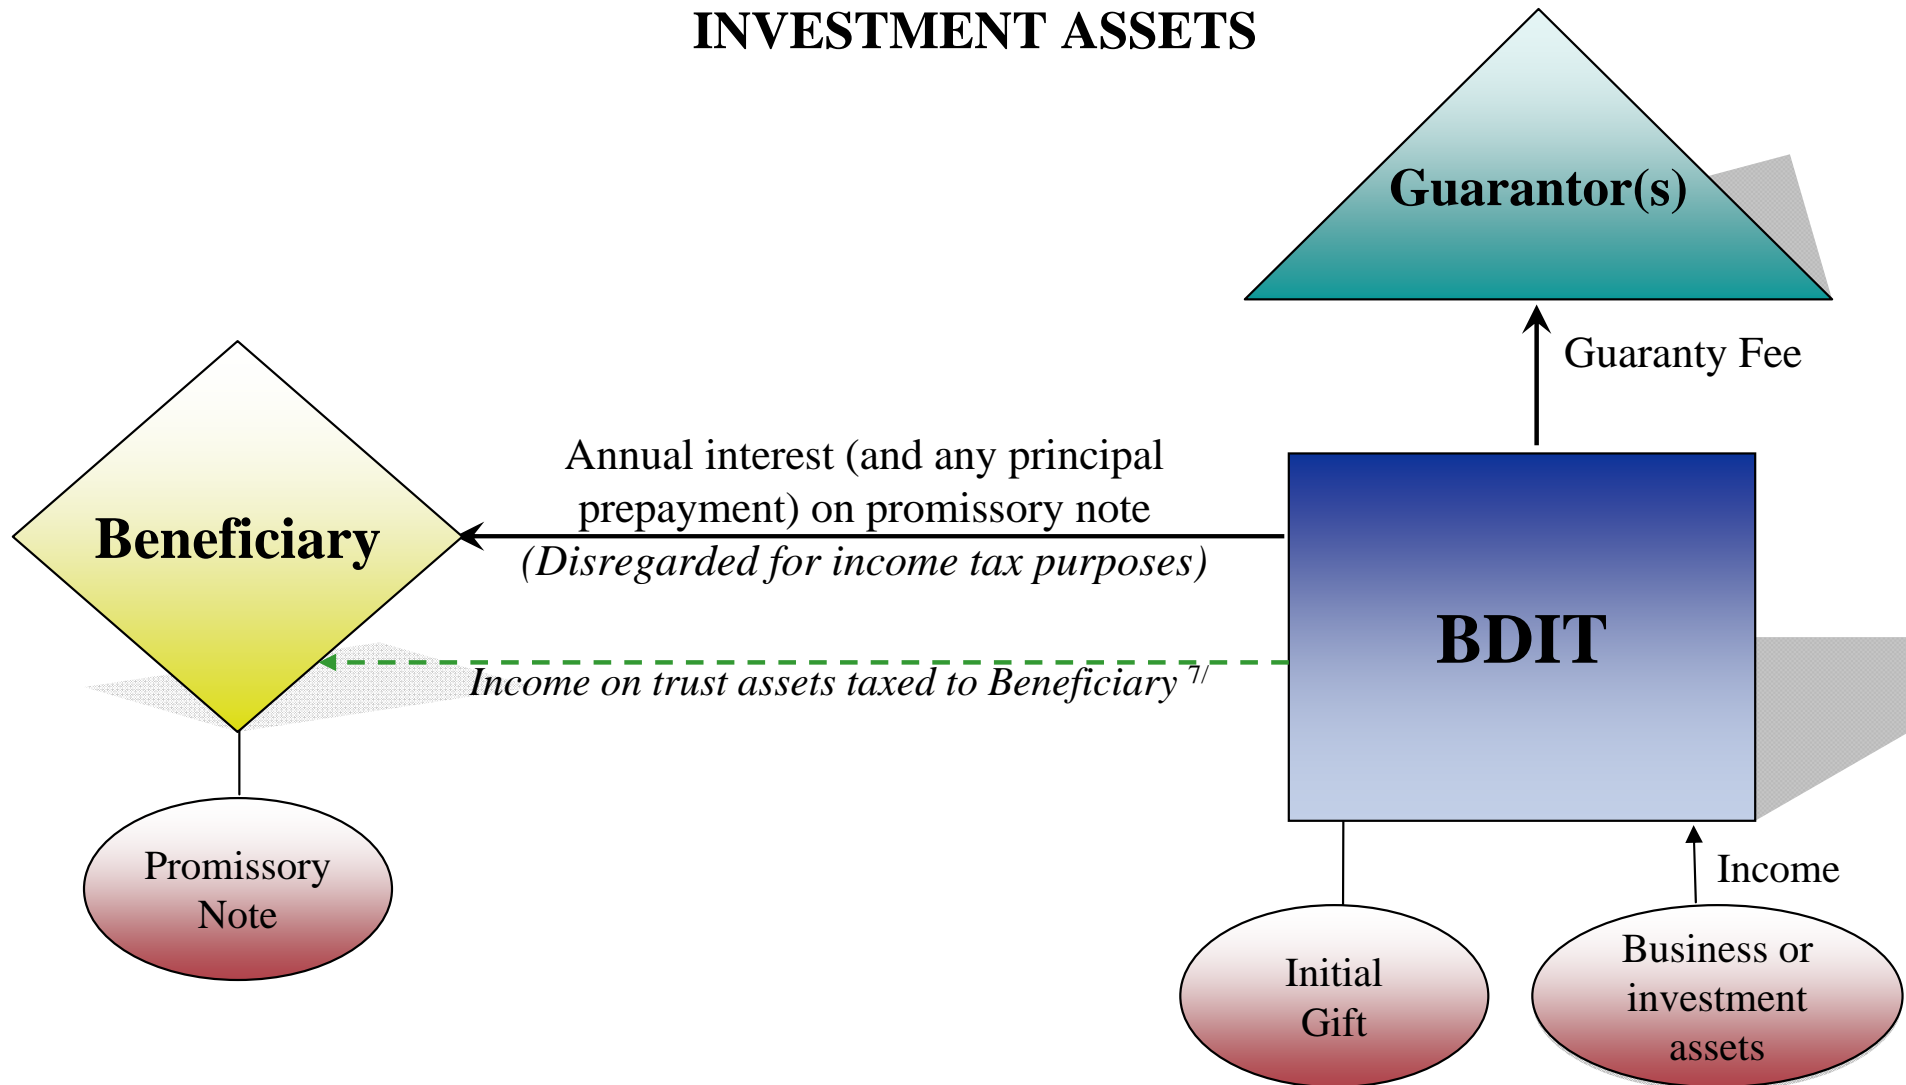 INVESTMENT ASSETS
Guarantor(s)
Guaranty Fee
Annual interest (and any principal
prepayment) on promissory note
(Disregarded for income tax purposes)
Beneficiary
BDIT
Income on trust assets taxed to Beneficiary 7/
Promissory
Note
Income
Initial
Gift
Business or
investment
assets